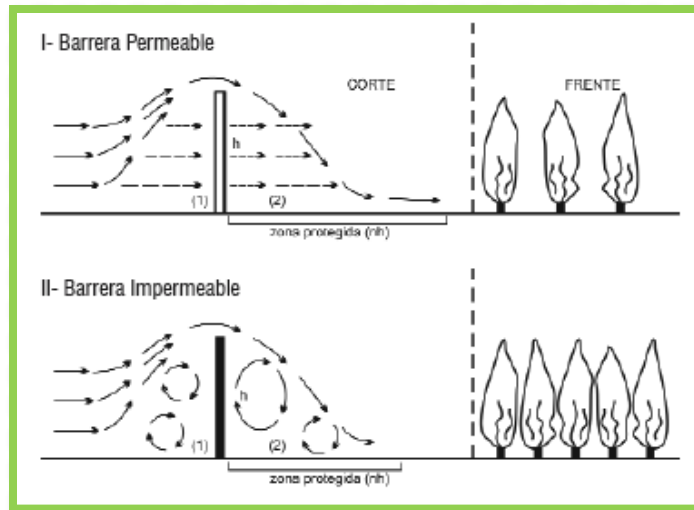 I- Barrera Permeable
CORTE
FRENTE
h
(1)
(2)
zona protegida (nh)
II- Barrera Impermeable
h
(1)
(2)
zona protegida (nh)